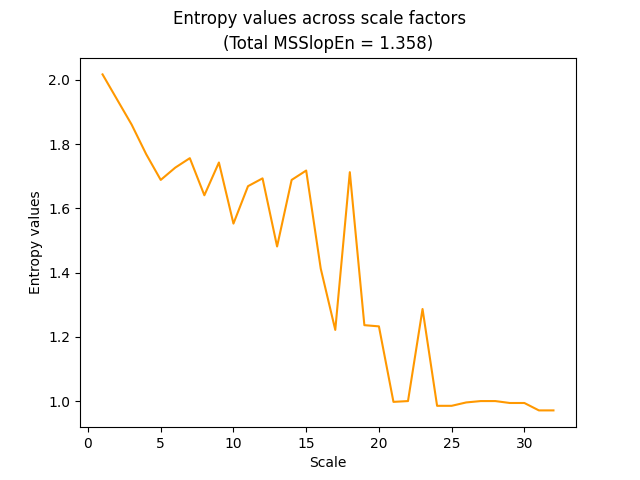 Entropy values across scale factors
(Total MSSlopEn = 1.358)
Entropy values
2.0
1.8
1.6
1.4
1.2
1.0
0 5 10 15 20 25 30
Scale